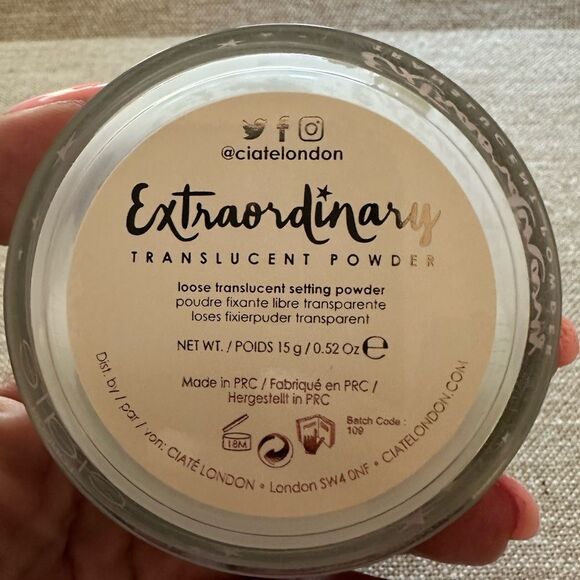 @ciatelondon
Extraordinary
TRANSLUCENT POWDER
loose translucent setting powder
poudre fixante libre transparente
loses fixierpuder transparent
NET WT. / POIDS 15 g / 0.52 Oz e
Made in PRC / Fabriqué en PRC /
Hergestellt in PRC
18M
Batch Code :
109
Dist. by / par / von: CIATÉ LONDON • London SW4 0NF • CIATELONDON.COM